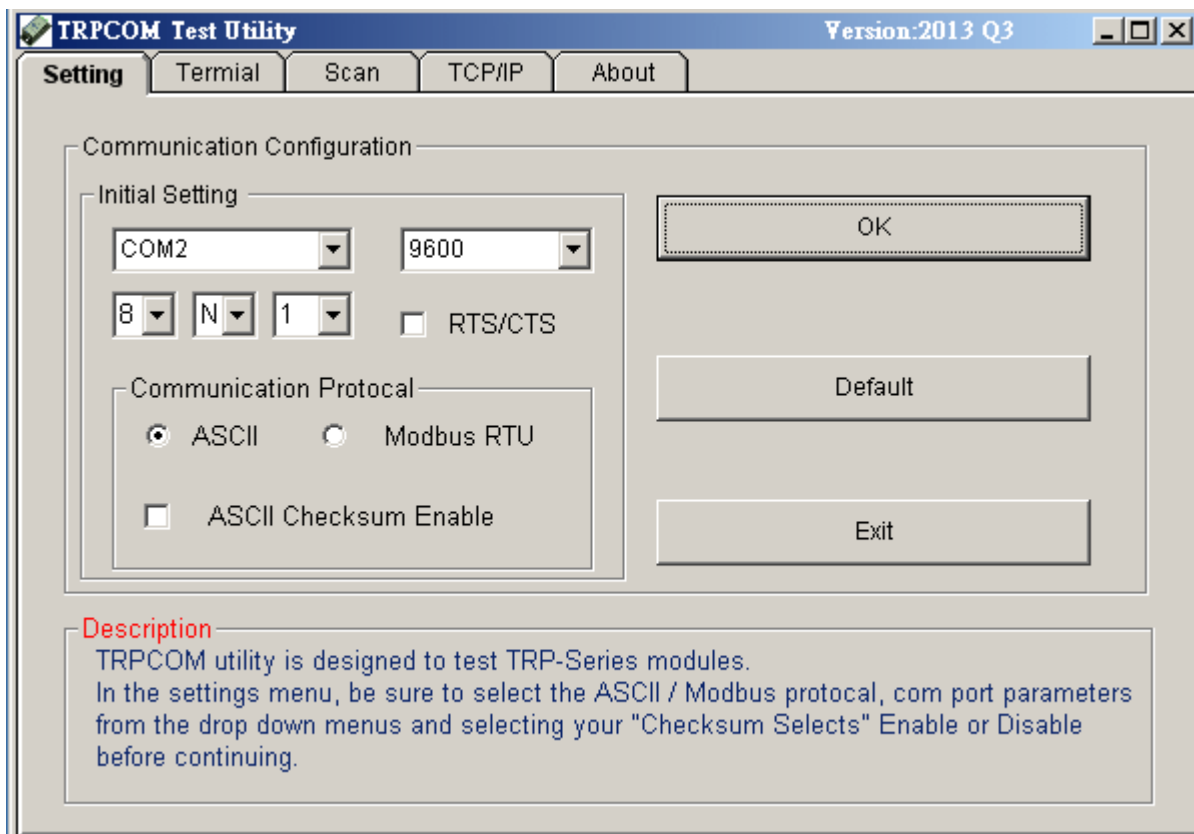 TRPCOM Test Utility Version:2013 Q3
Setting Termial Scan TCP/IP About
Communication Configuration
Initial Setting
COM2 9600
OK
8 N 1 RTS/CTS
Communication Protocal
Default
ASCII Modbus RTU
ASCII Checksum Enable
Exit
Description
TRPCOM utility is designed to test TRP-Series modules.
In the settings menu, be sure to select the ASCII / Modbus protocal, com port parameters
from the drop down menus and selecting your "Checksum Selects" Enable or Disable
before continuing.